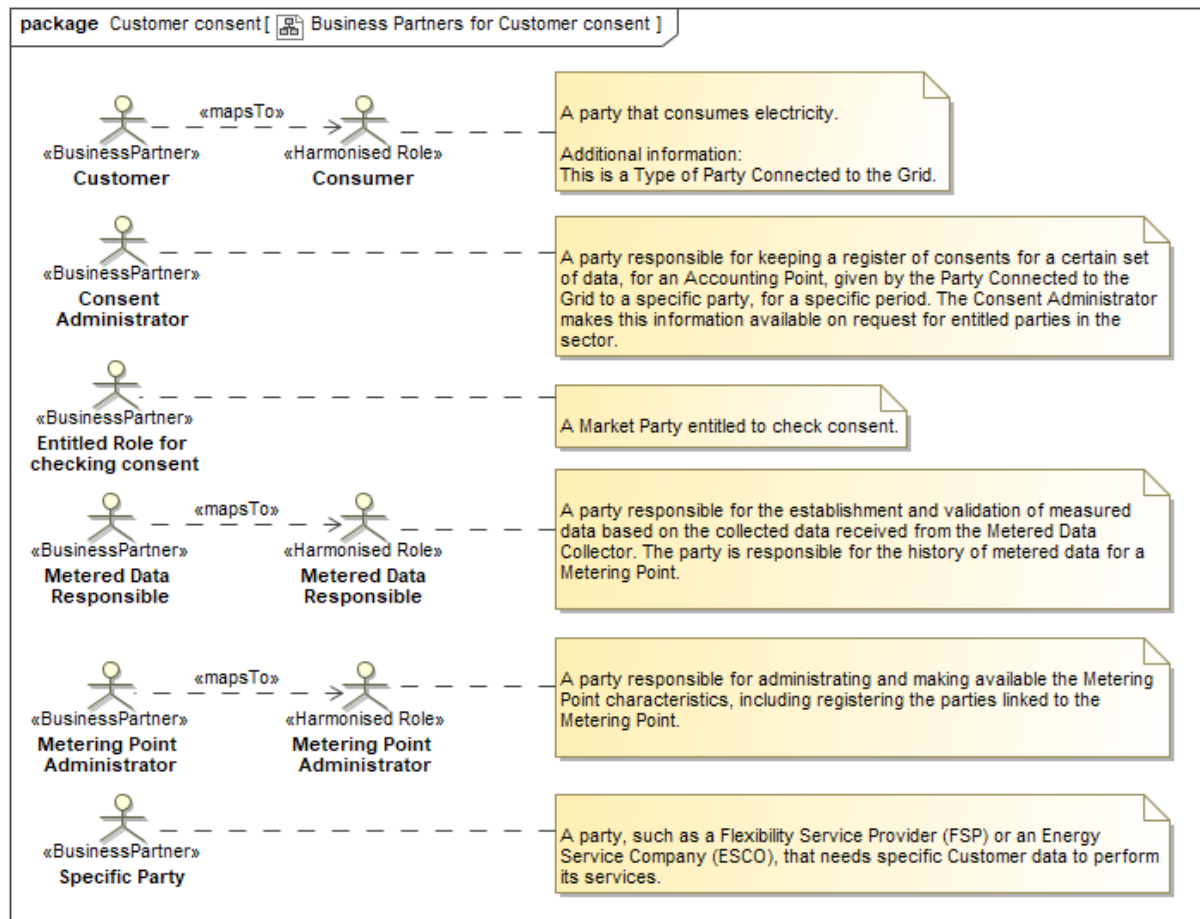 package Customer consent [ Business Partners for Customer consent ]
«mapsTo»
«BusinessPartner»
Customer
«Harmonised Role»
Consumer
A party that consumes electricity.
Additional information:
This is a Type of Party Connected to the Grid.
«BusinessPartner»
Consent
Administrator
A party responsible for keeping a register of consents for a certain set
of data, for an Accounting Point, given by the Party Connected to the
Grid to a specific party, for a specific period. The Consent Administrator
makes this information available on request for entitled parties in the
sector.
«BusinessPartner»
Entitled Role for
checking consent
A Market Party entitled to check consent.
«mapsTo»
«BusinessPartner»
Metered Data
Responsible
«Harmonised Role»
Metered Data
Responsible
A party responsible for the establishment and validation of measured
data based on the collected data received from the Metered Data
Collector. The party is responsible for the history of metered data for a
Metering Point.
«mapsTo»
«BusinessPartner»
Metering Point
Administrator
«Harmonised Role»
Metering Point
Administrator
A party responsible for administrating and making available the Metering
Point characteristics, including registering the parties linked to the
Metering Point.
«BusinessPartner»
Specific Party
A party, such as a Flexibility Service Provider (FSP) or an Energy
Service Company (ESCO), that needs specific Customer data to perform
its services.